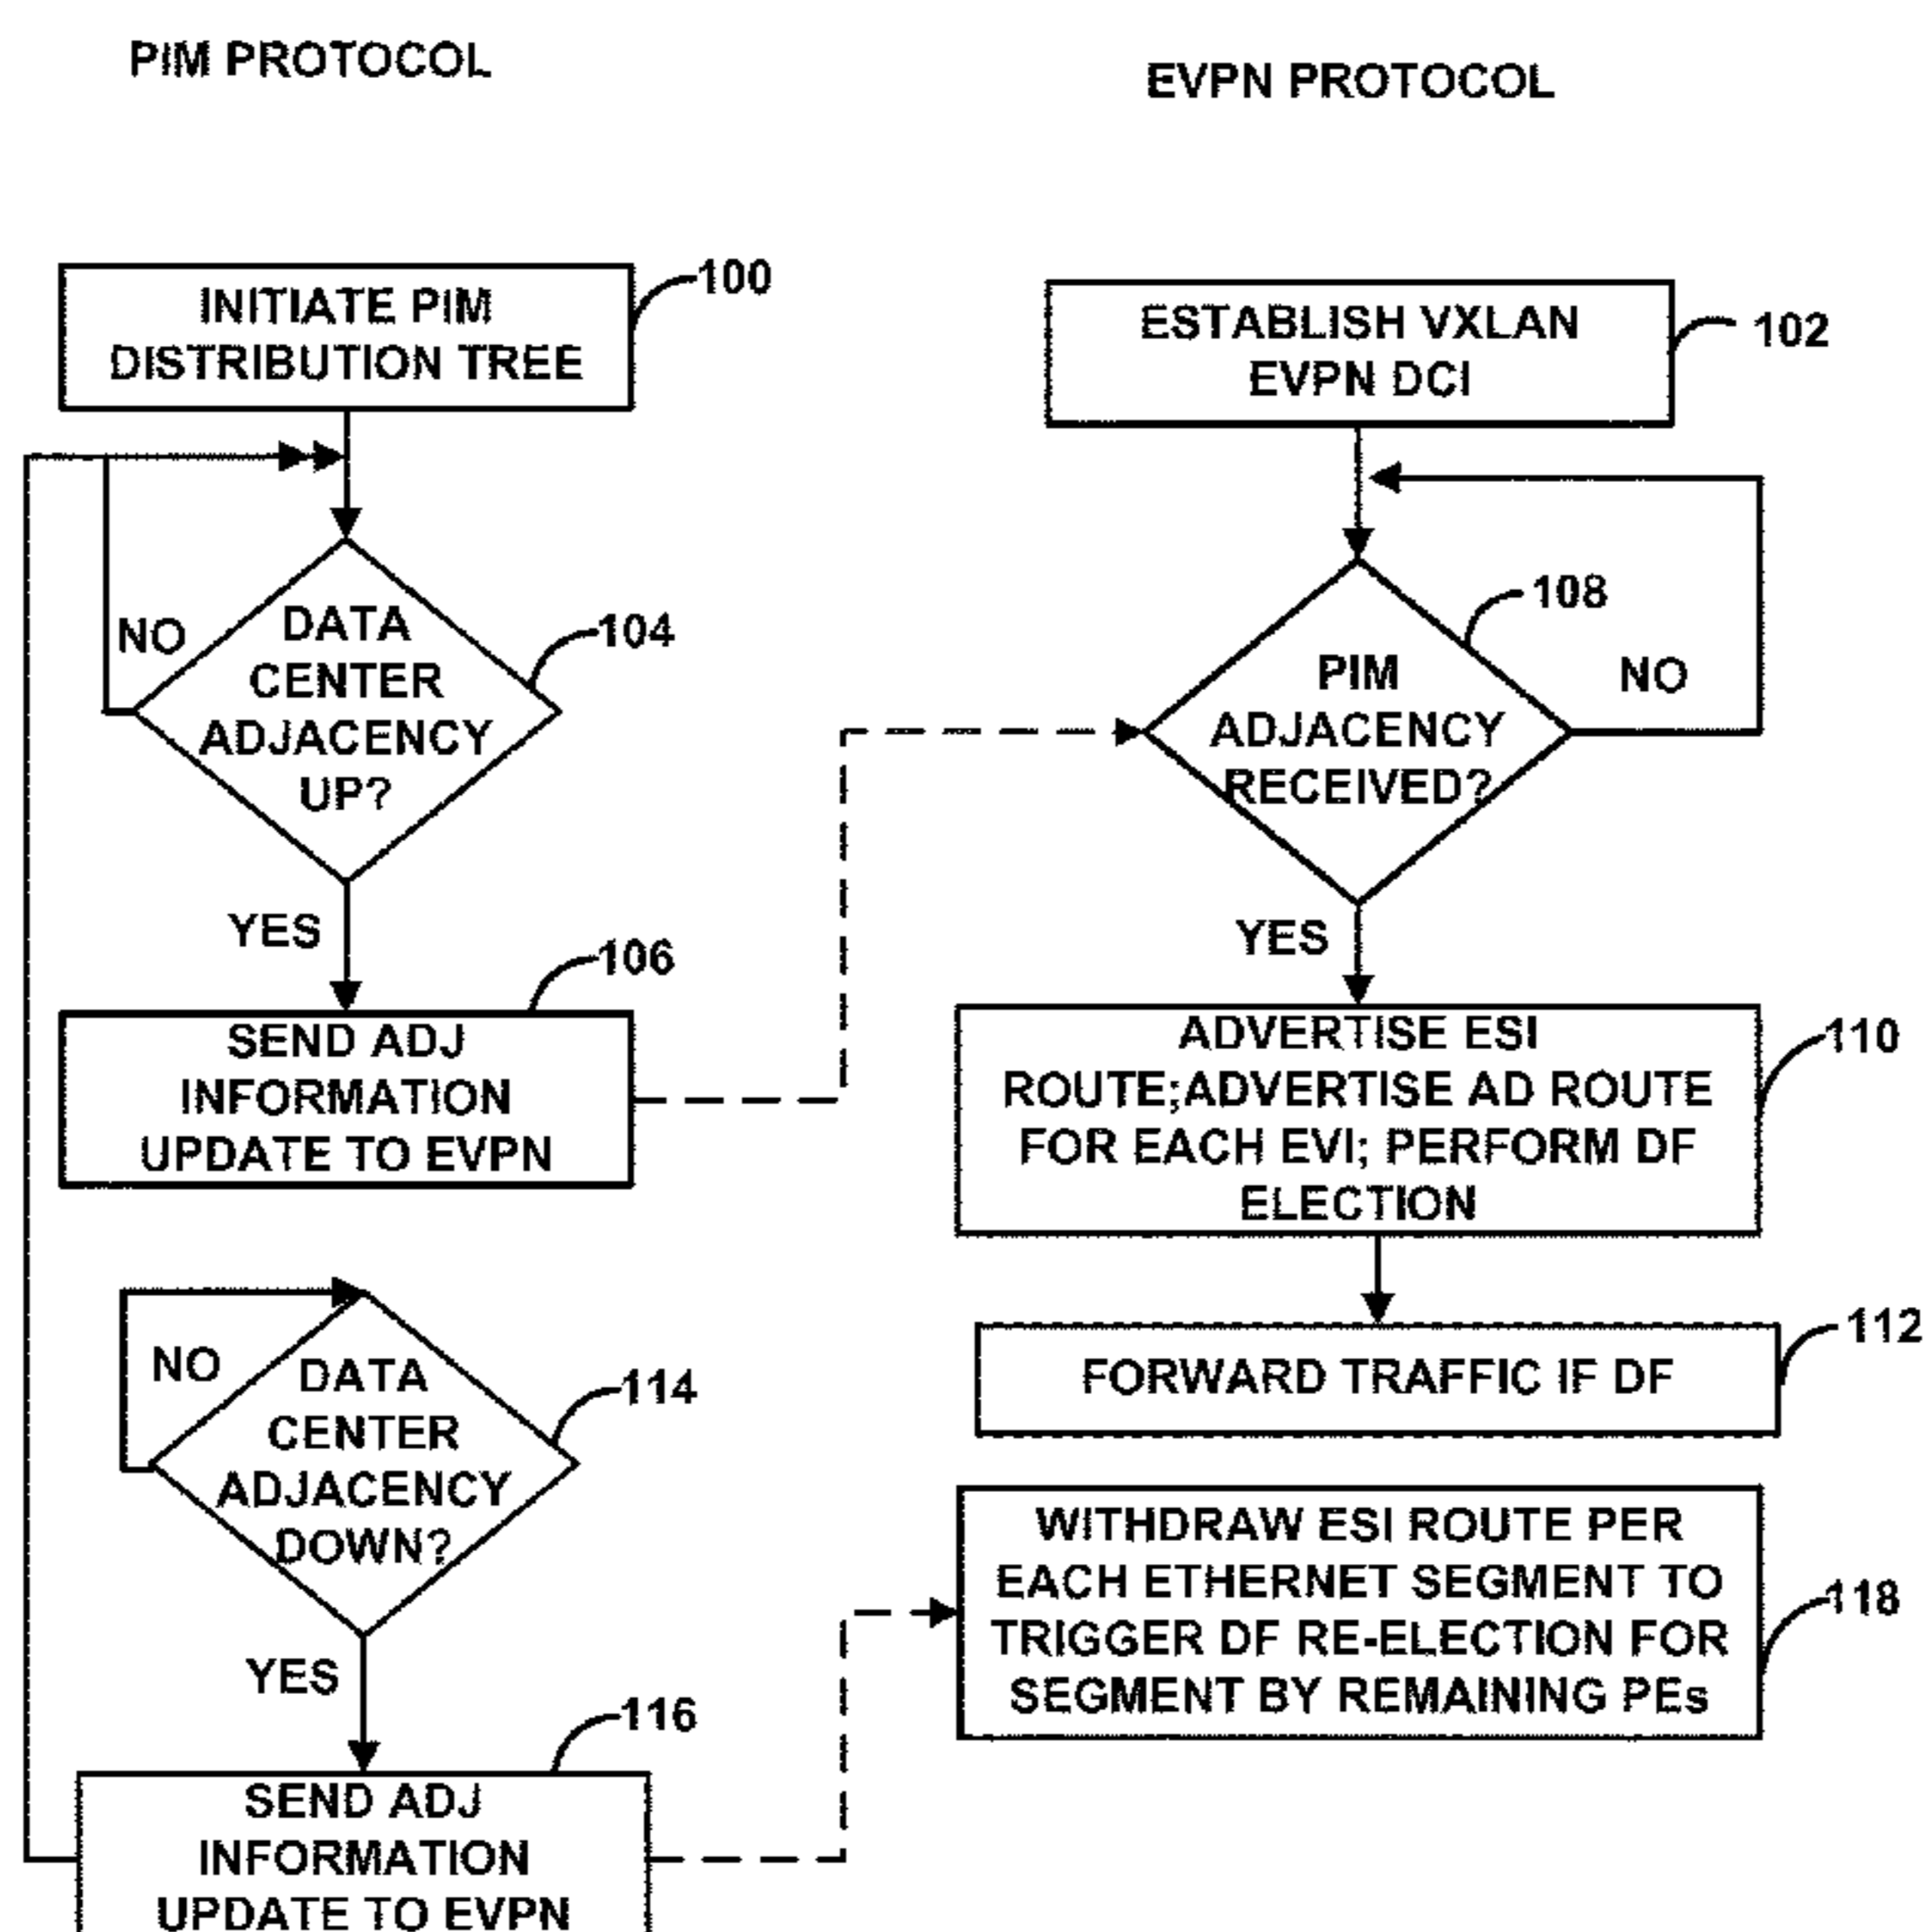 PIM PROTOCOL
EVPN PROTOCOL
INITIATE PIM
DISTRIBUTION TREE
100
ESTABLISH VXLAN
EVPN DCI
102
DATA
CENTER
ADJACENCY
UP?
104
NO
YES
PIM
ADJACENCY
RECEIVED?
108
NO
YES
SEND ADJ
INFORMATION
UPDATE TO EVPN
106
ADVERTISE ESI
ROUTE;ADVERTISE AD ROUTE
FOR EACH EVI; PERFORM DF
ELECTION
110
FORWARD TRAFFIC IF DF
112
DATA
CENTER
ADJACENCY
DOWN?
114
NO
YES
WITHDRAW ESI ROUTE PER
EACH ETHERNET SEGMENT TO
TRIGGER DF RE-ELECTION FOR
SEGMENT BY REMAINING PEs
118
SEND ADJ
INFORMATION
UPDATE TO EVPN
116